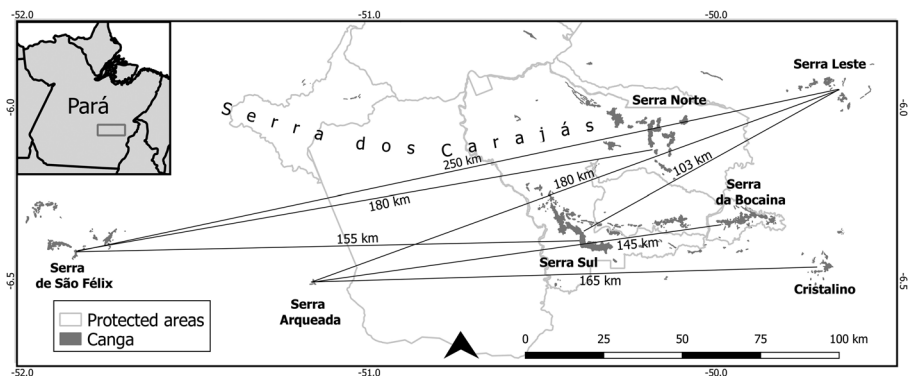 -52.0
-51.0
-50.0
Pará
-6.0
Serra dos Carajás
Serra Norte
Serra Leste
-6.0
250 km
180 km
180 km
103 km
Serra
da Bocaina
155 km
145 km
Serra Sul
165 km
Serra
de São Félix
-6.5
Serra
Arqueada
Cristalino
-6.5
Protected areas
Canga
0
25
50
75
100 km
-52.0
-51.0
-50.0